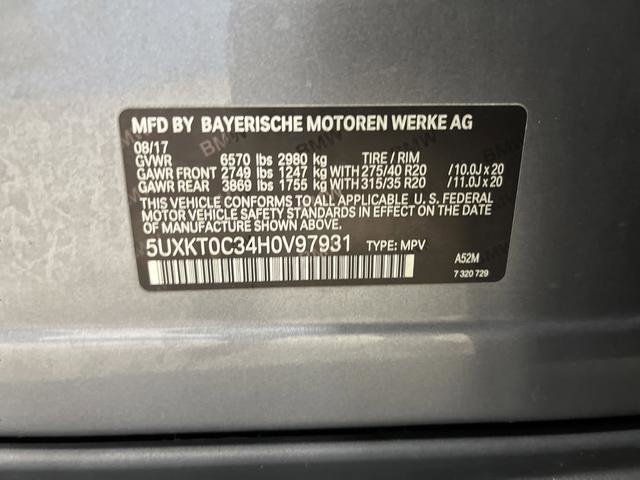 MFD BY BAYERISCHE MOTOREN WERKE AG
08/17
GVWR 6570 lbs 2980 kg TIRE / RIM
GAWR FRONT 2749 lbs 1247 kg WITH 275/40 R20 /10.0J x 20
GAWR REAR 3869 lbs 1755 kg WITH 315/35 R20 /11.0J x 20
THIS VEHICLE CONFORMS TO ALL APPLICABLE U.S. FEDERAL
MOTOR VEHICLE SAFETY STANDARDS IN EFFECT ON THE DATE OF
MANUFACTURE SHOWN ABOVE.
5UXKT0C34H0V97931 TYPE: MPV
A52M
7 320 729